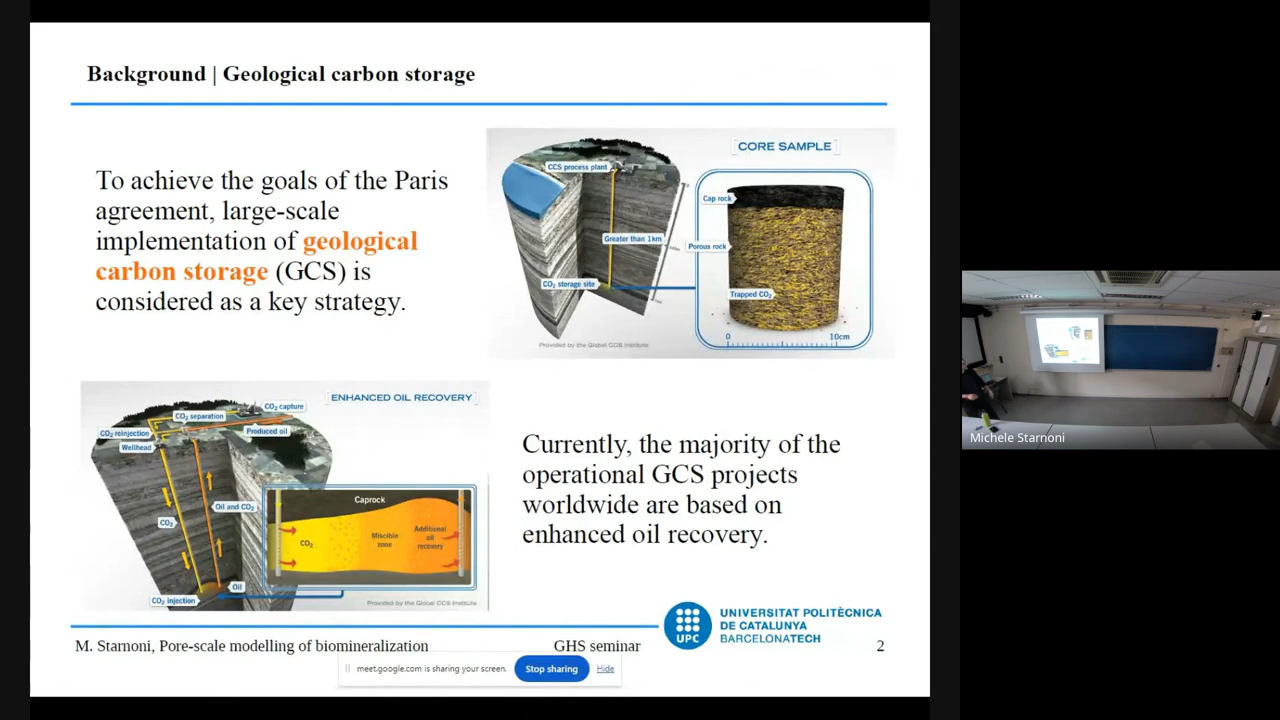 Background | Geological carbon storage
To achieve the goals of the Paris
agreement, large-scale
implementation of geological
carbon storage (GCS) is
considered as a key strategy.
CORE SAMPLE
CCS process plant
Cap rock
Greater than 1km
Porous rock
CO₂ storage site
Trapped CO₂
0 10cm
Provided by the Global CCS Institute
ENHANCED OIL RECOVERY
CO₂ capture
CO₂ separation
CO₂ reinjection
Produced oil
Wellhead
Caprock
Oil and CO₂
CO₂
CO₂
Miscible
zone
Additional
oil
recovery
Oil
CO₂ injection
Provided by the Global CCS Institute
Currently, the majority of the
operational GCS projects
worldwide are based on
enhanced oil recovery.
UPC
UNIVERSITAT POLITÈCNICA
DE CATALUNYA
BARCELONATECH
M. Starnoni, Pore-scale modelling of biomineralization
GHS seminar
2
meet.google.com is sharing your screen.
Stop sharing
Hide
Michele Starnoni